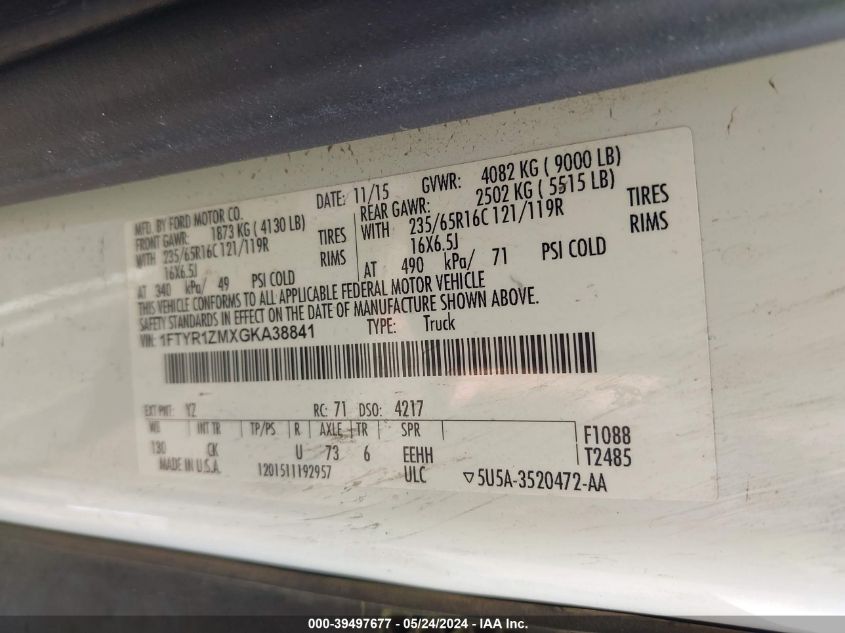 MFD. BY FORD MOTOR CO. DATE: 11/15 GVWR: 4082 KG ( 9000 LB)
FRONT GAWR: 1873 KG ( 4130 LB) REAR GAWR: 2502 KG ( 5515 LB)
WITH 235/65R16C 121/119R TIRES WITH 235/65R16C 121/119R TIRES
16X6.5J RIMS 16X6.5J RIMS
AT 340 kPa/ 49 PSI COLD AT 490 kPa/ 71 PSI COLD
THIS VEHICLE CONFORMS TO ALL APPLICABLE FEDERAL MOTOR VEHICLE
SAFETY STANDARDS IN EFFECT ON THE DATE OF MANUFACTURE SHOWN ABOVE.
VIN: 1FTYR1ZMXGKA38841 TYPE: Truck
EXT PNT: YZ RC: 71 DSO: 4217
WB INT TR TP/PS R AXLE TR SPR F1088
130 CK U 73 6 EEHH T2485
MADE IN U.S.A. 1201511192957 ULC ▽5U5A-3520472-AA
000-39497677 - 05/24/2024 - IAA Inc.